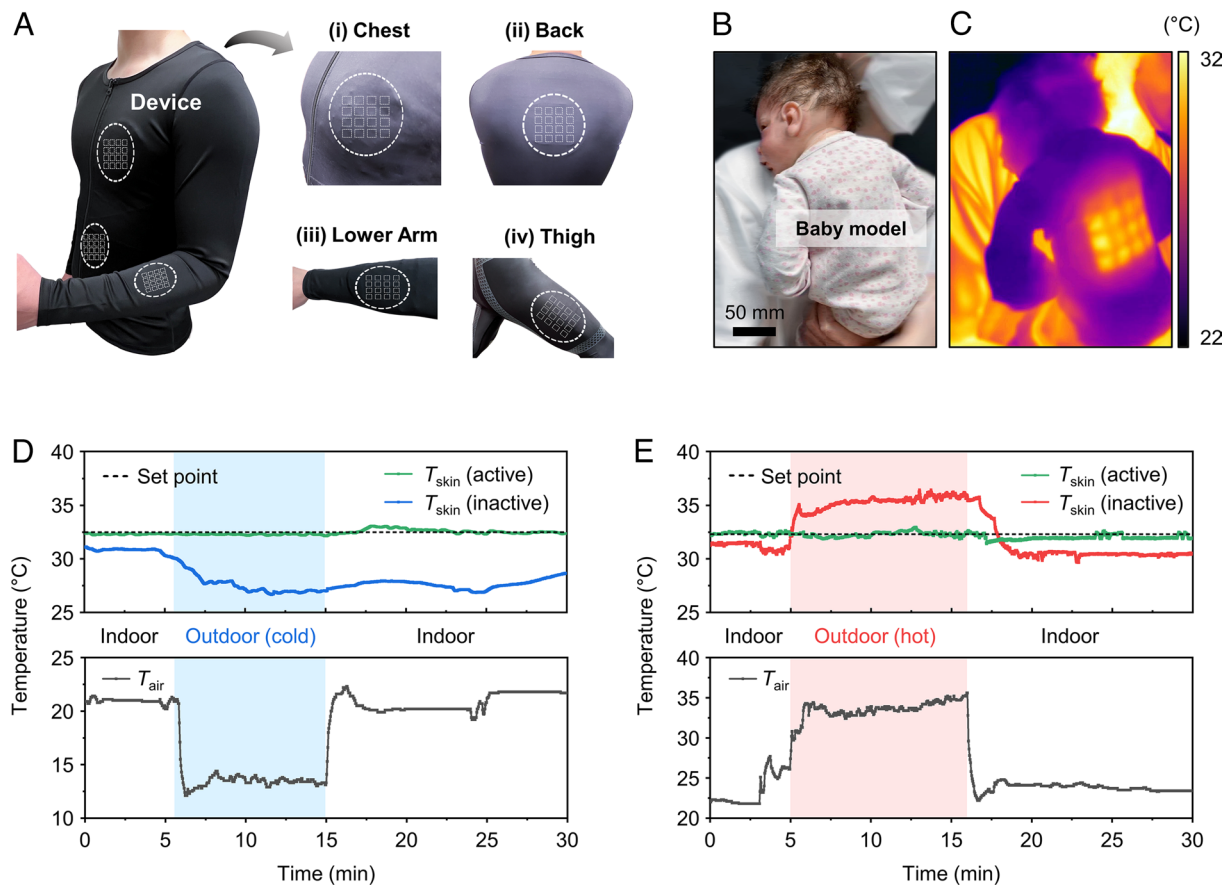 A
Device
(i) Chest
(ii) Back
(iii) Lower Arm
(iv) Thigh
B
Baby model
50 mm
C
(°C)
32
22
D
Temperature (°C)
40
35
30
25
Set point
T skin (active)
T skin (inactive)
Indoor
Outdoor (cold)
Indoor
25
20
15
10
T air
0
5
10
15
20
25
30
Time (min)
E
Temperature (°C)
40
35
30
25
Set point
T skin (active)
T skin (inactive)
Indoor
Outdoor (hot)
Indoor
40
35
30
25
20
T air
0
5
10
15
20
25
30
Time (min)